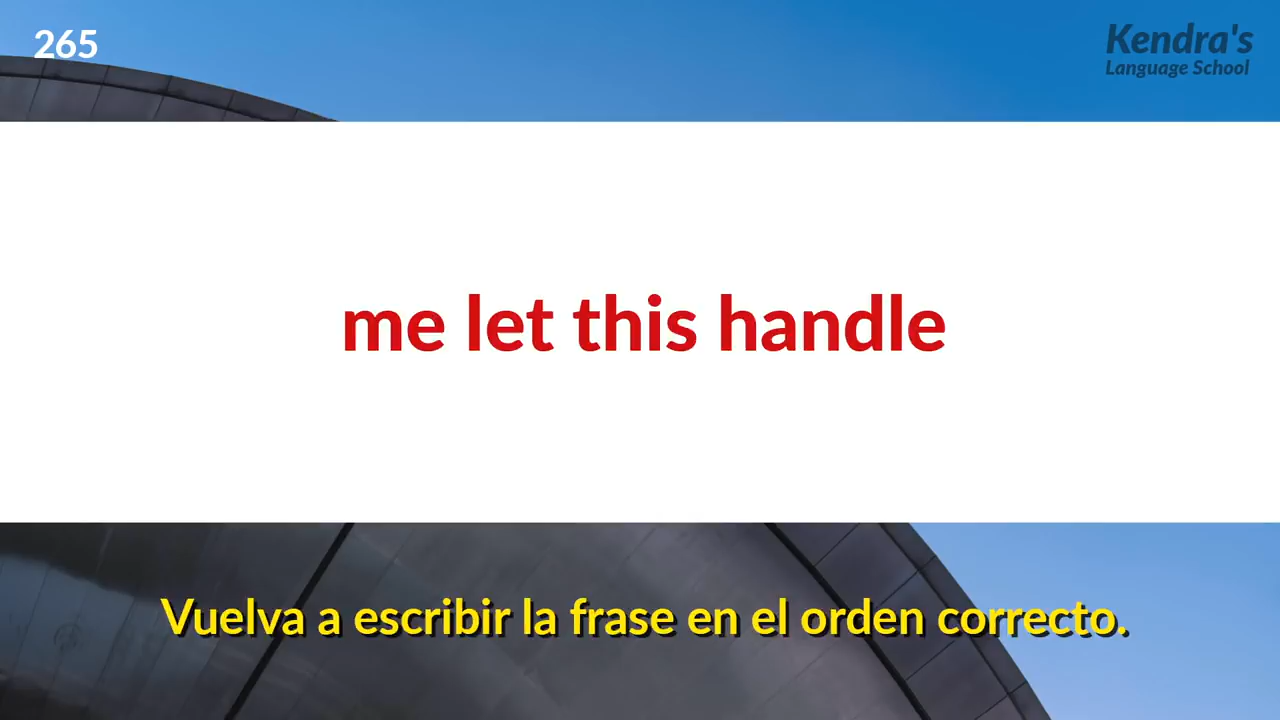 265
Kendra's
Language School
me let this handle
Vuelva a escribir la frase en el orden correcto.